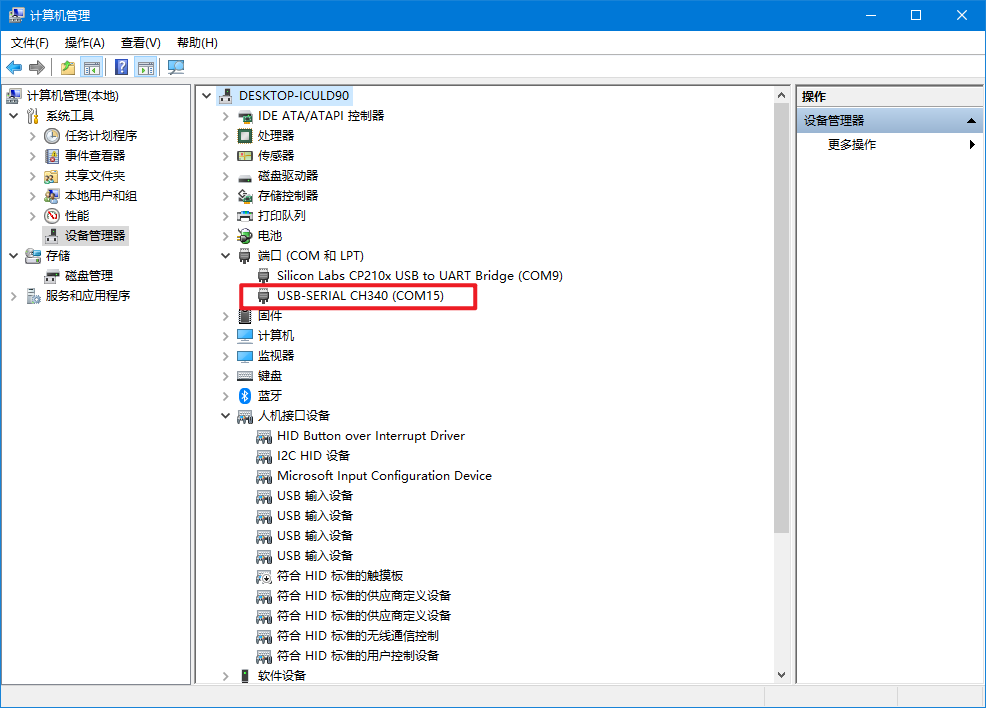 计算机管理
文件(F) 操作(A) 查看(V) 帮助(H)
计算机管理(本地)
系统工具
任务计划程序
事件查看器
共享文件夹
本地用户和组
性能
设备管理器
存储
磁盘管理
服务和应用程序
DESKTOP-ICULD90
IDE ATA/ATAPI 控制器
处理器
传感器
磁盘驱动器
存储控制器
打印队列
电池
端口 (COM 和 LPT)
Silicon Labs CP210x USB to UART Bridge (COM9)
USB-SERIAL CH340 (COM15)
固件
计算机
监视器
键盘
蓝牙
人机接口设备
HID Button over Interrupt Driver
I2C HID 设备
Microsoft Input Configuration Device
USB 输入设备
USB 输入设备
USB 输入设备
USB 输入设备
符合 HID 标准的触摸板
符合 HID 标准的供应商定义设备
符合 HID 标准的供应商定义设备
符合 HID 标准的无线通信控制
符合 HID 标准的用户控制设备
软件设备
操作
设备管理器
更多操作